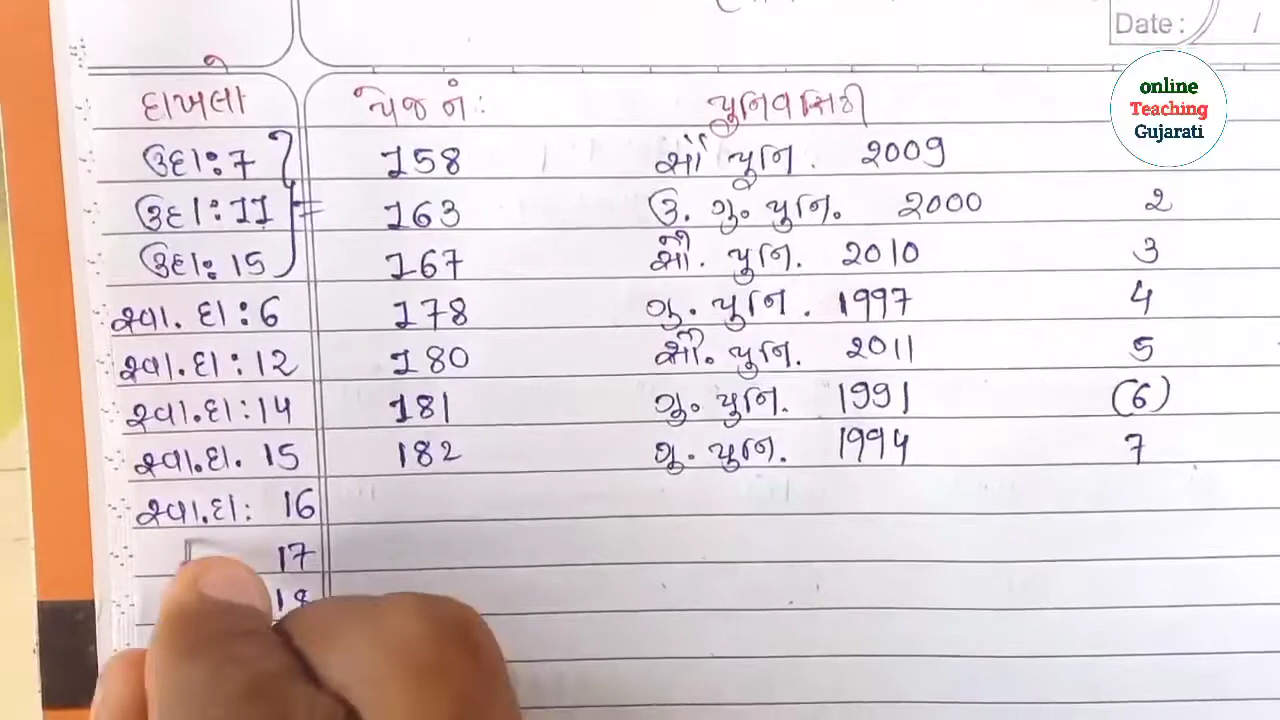 Date : /
online
Teaching
Gujarati
દાખલો પેજ નં: યુનિવર્સિટી
ઉદા: 7 158 સૌ યુનિ. 2009
ઉદા: 11 163 ઉ. ગુ. યુનિ. 2000 2
ઉદા: 15 167 સૌ. યુનિ. 2010 3
સ્વા. દા: 6 178 ગુ. યુનિ. 1997 4
સ્વા. દા: 12 180 સૌ. યુનિ. 2011 5
સ્વા. દા: 14 181 ગુ. યુનિ. 1991 (6)
સ્વા. દા. 15 182 ગુ. યુનિ. 1994 7
સ્વા. દા: 16
17
18